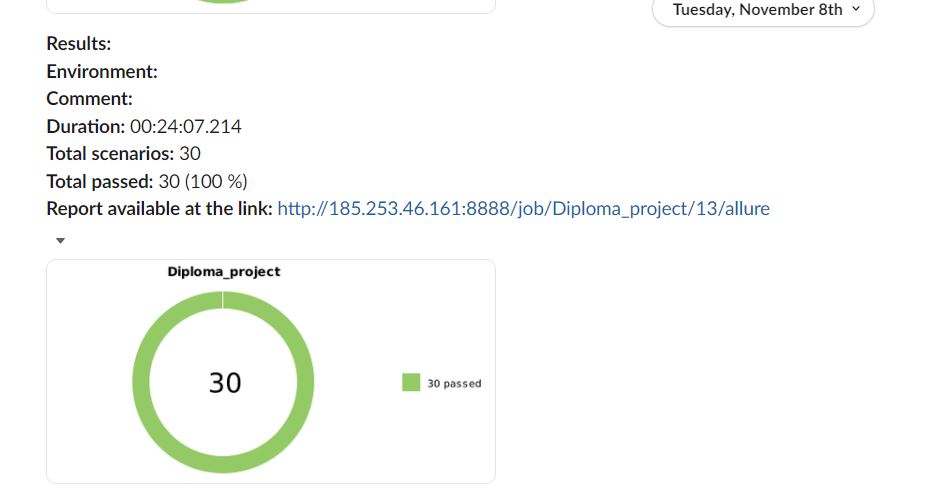 Tuesday, November 8th
Results:
Environment:
Comment:
Duration: 00:24:07.214
Total scenarios: 30
Total passed: 30 (100 %)
Report available at the link: http://185.253.46.161:8888/job/Diploma_project/13/allure
Diploma_project
30
30 passed